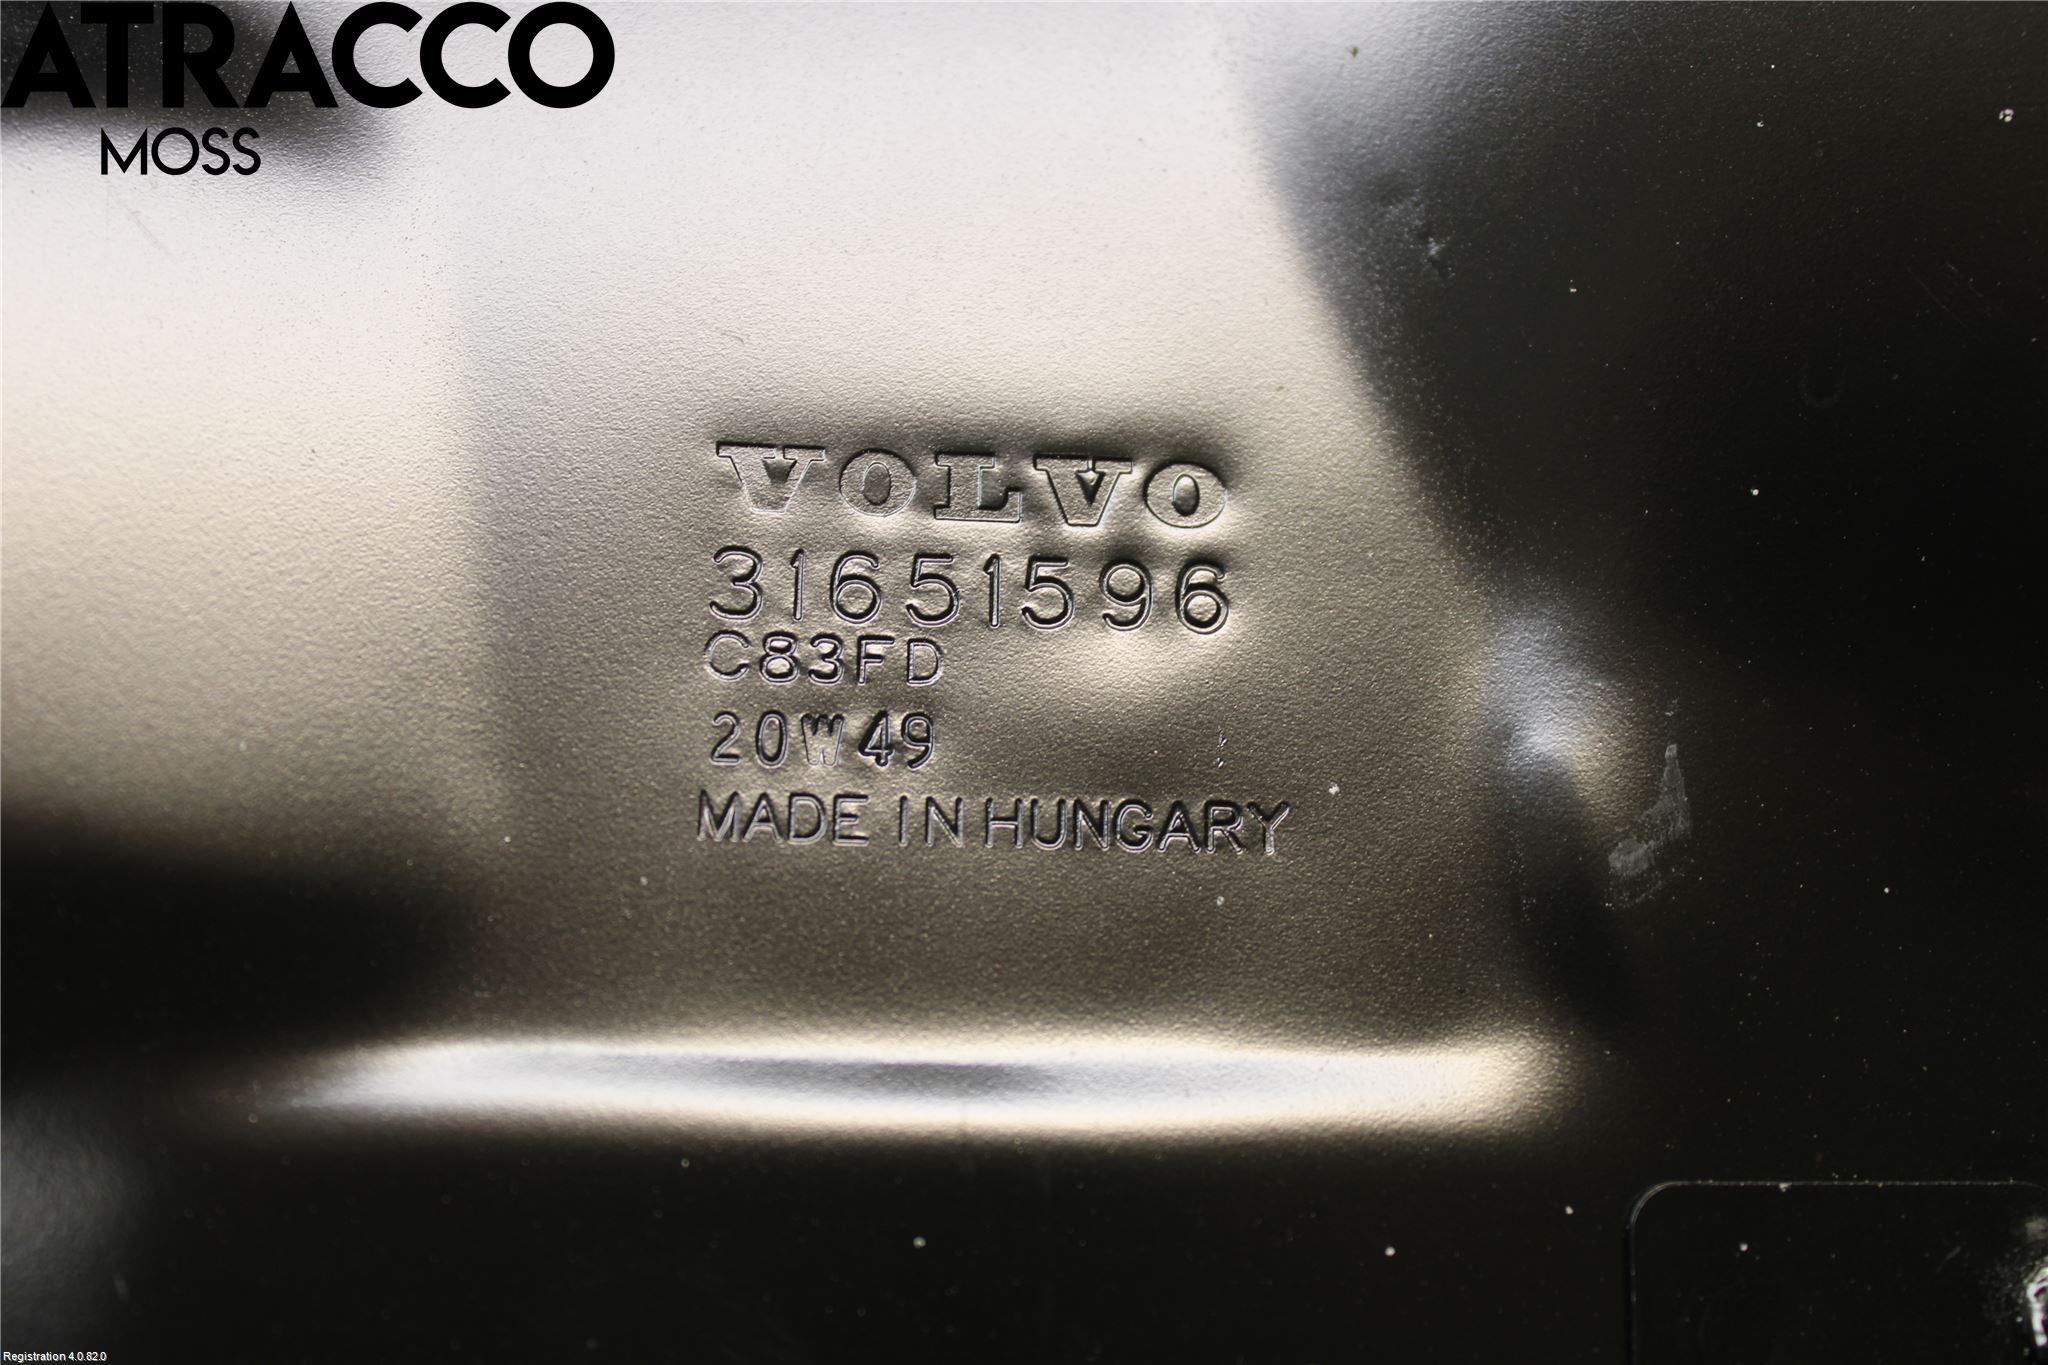 ATRACCO
MOSS
VOLVO
31651596
C83FD
20W49
MADE IN HUNGARY
Registration 4.0.82.0